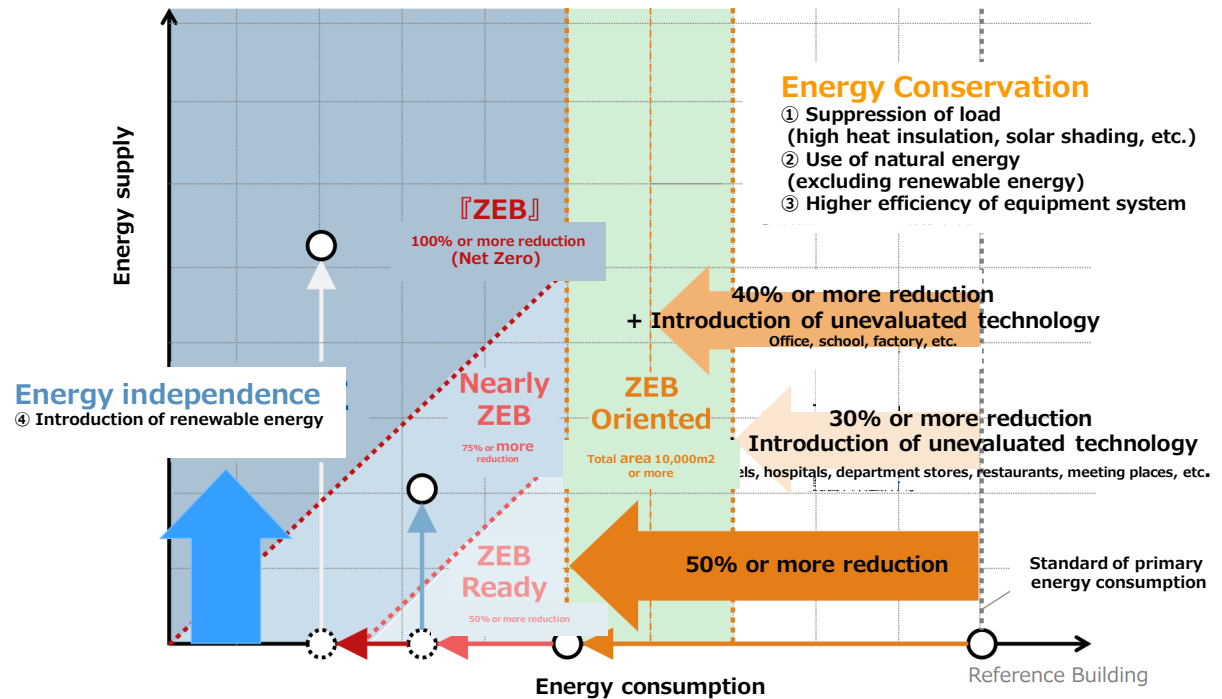 Energy supply
Energy Conservation
① Suppression of load
(high heat insulation, solar shading, etc.)
② Use of natural energy
(excluding renewable energy)
③ Higher efficiency of equipment system
『ZEB』
100% or more reduction
(Net Zero)
40% or more reduction
+ Introduction of unevaluated technology
Office, school, factory, etc.
Energy independence
④ Introduction of renewable energy
Nearly
ZEB
75% or more
reduction
ZEB
Oriented
Total area 10,000m2
or more
30% or more reduction
Introduction of unevaluated technology
els, hospitals, department stores, restaurants, meeting places, etc.
ZEB
Ready
50% or more reduction
50% or more reduction
Standard of primary
energy consumption
Reference Building
Energy consumption